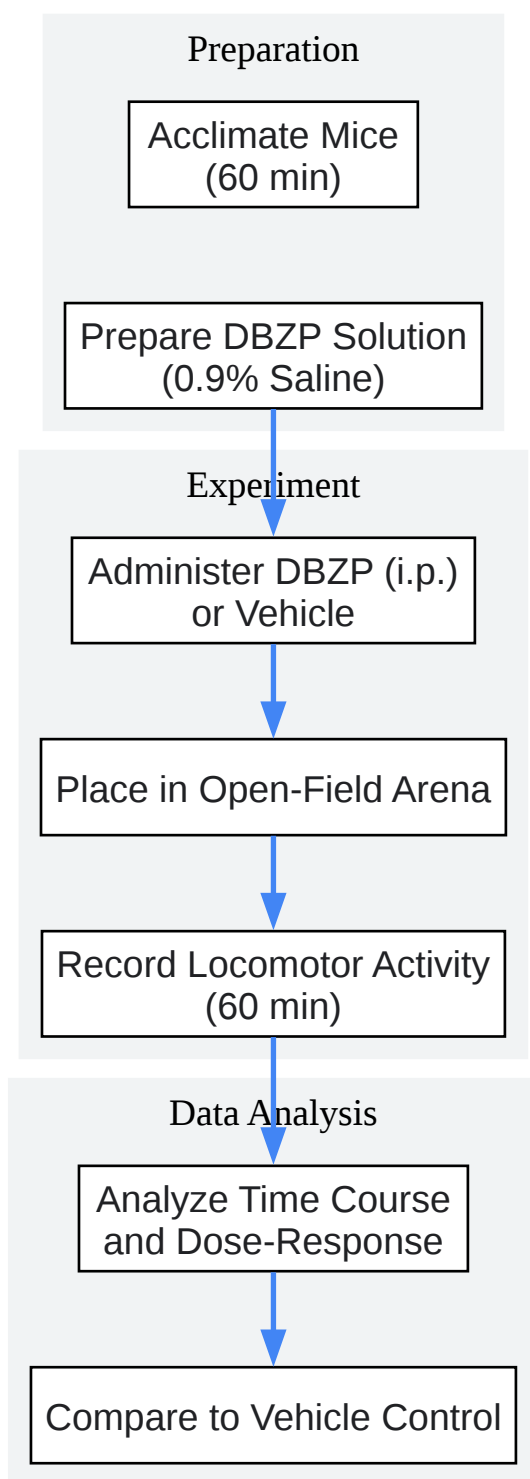 Preparation
Acclimate Mice
(60 min)
Prepare DBZP Solution
(0.9% Saline)
Experiment
Administer DBZP (i.p.)
or Vehicle
Place in Open-Field Arena
Record Locomotor Activity
(60 min)
Data Analysis
Analyze Time Course
and Dose-Response
Compare to Vehicle Control